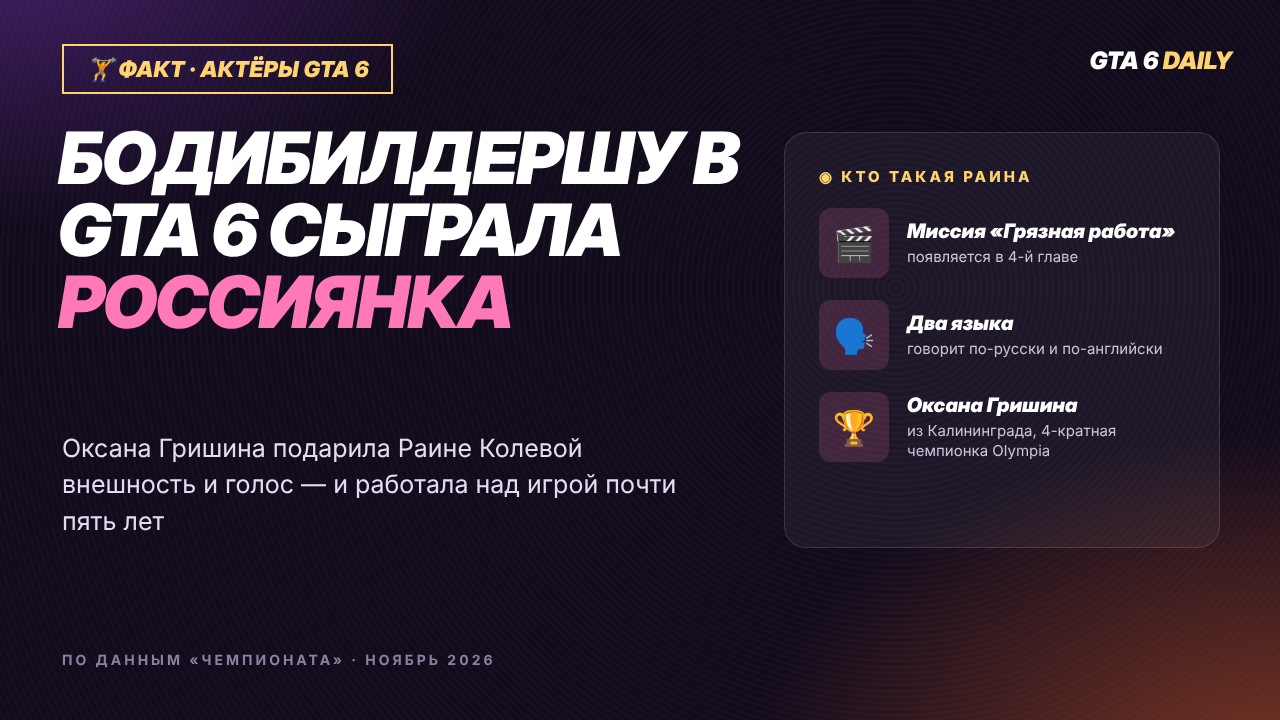 🏋️ ФАКТ · АКТЁРЫ GTA 6
GTA 6 DAILY
БОДИБИЛДЕРШУ В
GTA 6 СЫГРАЛА
РОССИЯНКА
Оксана Гришина подарила Раине Колевой
внешность и голос — и работала над игрой почти
пять лет
◉ КТО ТАКАЯ РАИНА
Миссия «Грязная работа»
появляется в 4-й главе
Два языка
говорит по-русски и по-английски
Оксана Гришина
из Калининграда, 4-кратная
чемпионка Olympia
ПО ДАННЫМ «ЧЕМПИОНАТА» · НОЯБРЬ 2026